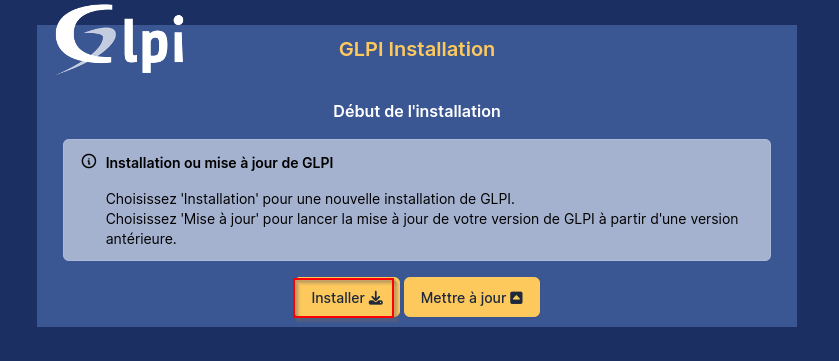 Glpi
GLPI Installation
Début de l'installation
Installation ou mise à jour de GLPI
Choisissez 'Installation' pour une nouvelle installation de GLPI.
Choisissez 'Mise à jour' pour lancer la mise à jour de votre version de GLPI à partir d'une version
antérieure.
Installer
Mettre à jour